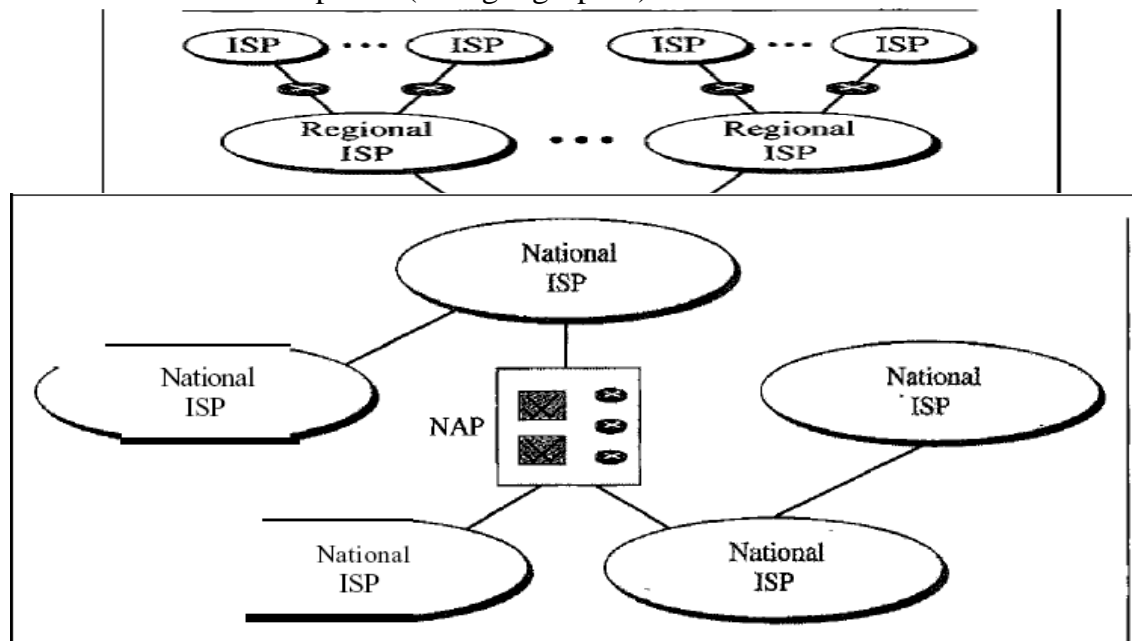 ISP ••• ISP ISP ••• ISP
Regional ••• Regional
ISP ISP
National
ISP
National
ISP
National
ISP
NAP
National
ISP
National
ISP